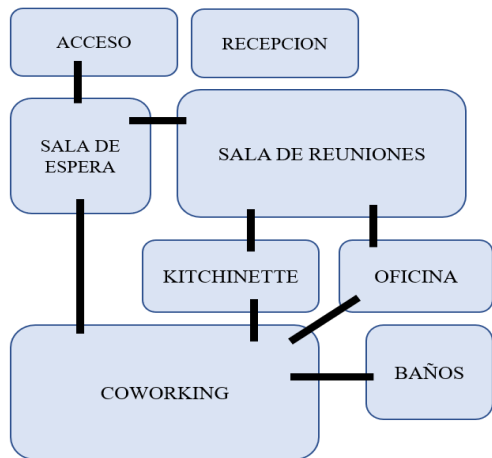 ACCESO
RECEPCION
SALA DE
ESPERA
SALA DE REUNIONES
KITCHINETTE
OFICINA
COWORKING
BAÑOS